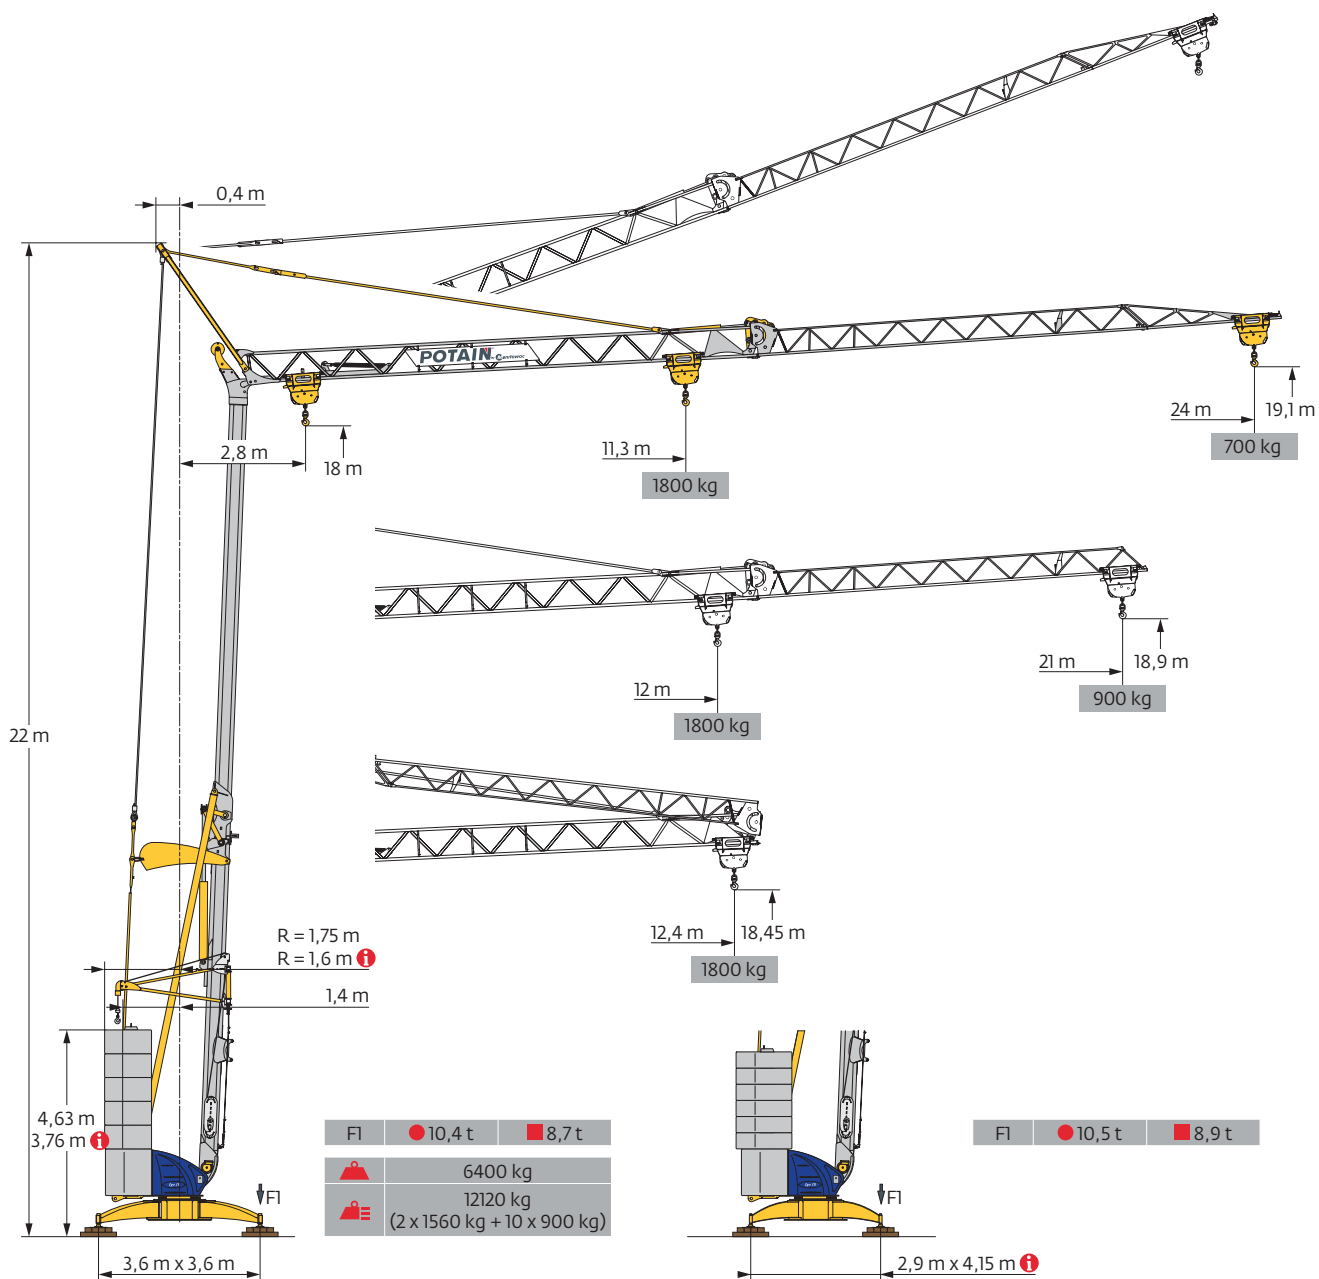 0,4 m
POTAIN
Manitowoc
2,8 m
18 m
11,3 m
1800 kg
24 m
19,1 m
700 kg
22 m
12 m
1800 kg
21 m
18,9 m
900 kg
12,4 m
18,45 m
1800 kg
R = 1,75 m
R = 1,6 m i
1,4 m
4,63 m
3,76 m i
F1 10,4 t 8,7 t
6400 kg
12120 kg
(2 x 1560 kg + 10 x 900 kg)
F1
3,6 m x 3,6 m
F1 10,5 t 8,9 t
F1
2,9 m x 4,15 m i